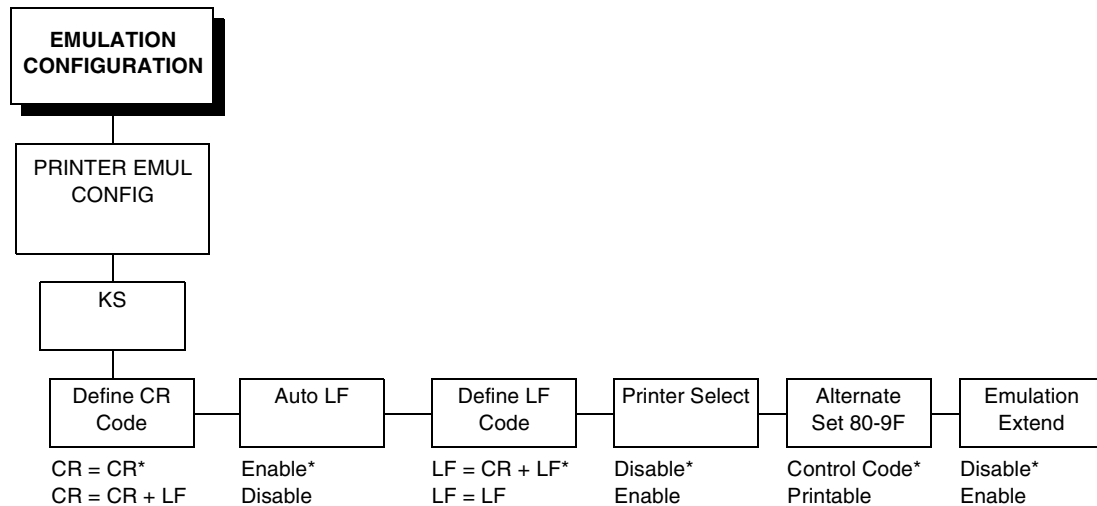 EMULATION
CONFIGURATION
PRINTER EMUL
CONFIG
KS
Define CR
Code
CR = CR*
CR = CR + LF
Auto LF
Enable*
Disable
Define LF
Code
LF = CR + LF*
LF = LF
Printer Select
Disable*
Enable
Alternate
Set 80-9F
Control Code*
Printable
Emulation
Extend
Disable*
Enable